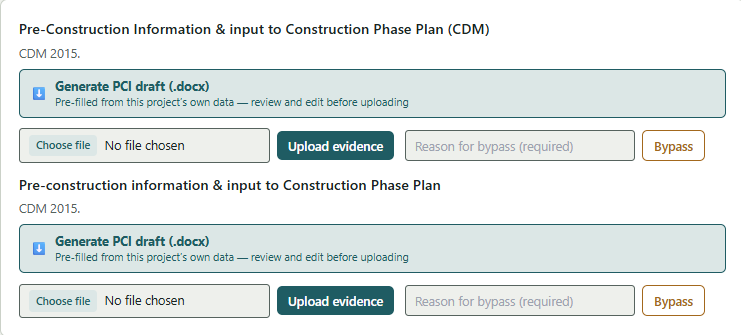 Pre-Construction Information & input to Construction Phase Plan (CDM)
CDM 2015.
Generate PCI draft (.docx)
Pre-filled from this project's own data — review and edit before uploading
Choose file No file chosen Upload evidence Reason for bypass (required) Bypass
Pre-construction information & input to Construction Phase Plan
CDM 2015.
Generate PCI draft (.docx)
Pre-filled from this project's own data — review and edit before uploading
Choose file No file chosen Upload evidence Reason for bypass (required) Bypass